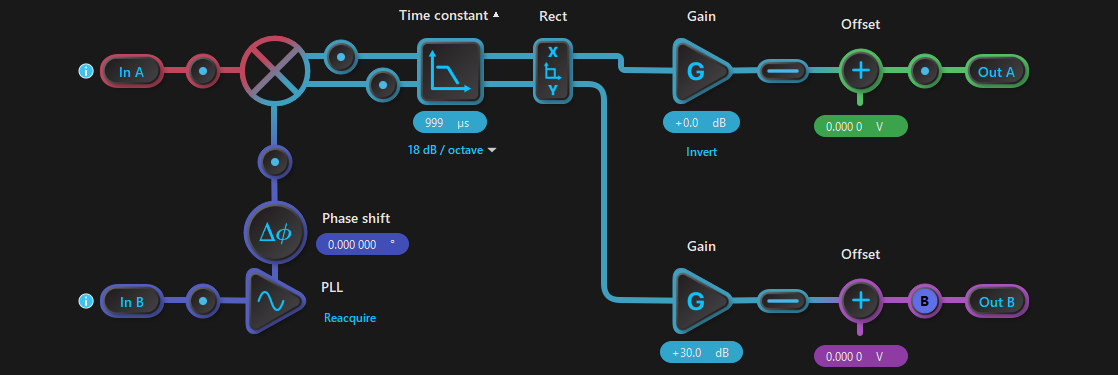 Time constant ▲
Rect
Gain
Offset
In A
X
Y
G
+
Out A
999 µs
+0.0 dB
0.000 0 V
18 dB / octave ▼
Invert
Δϕ
Phase shift
0.000 000 °
Gain
Offset
PLL
In B
G
+
B
Out B
Reacquire
+30.0 dB
0.000 0 V